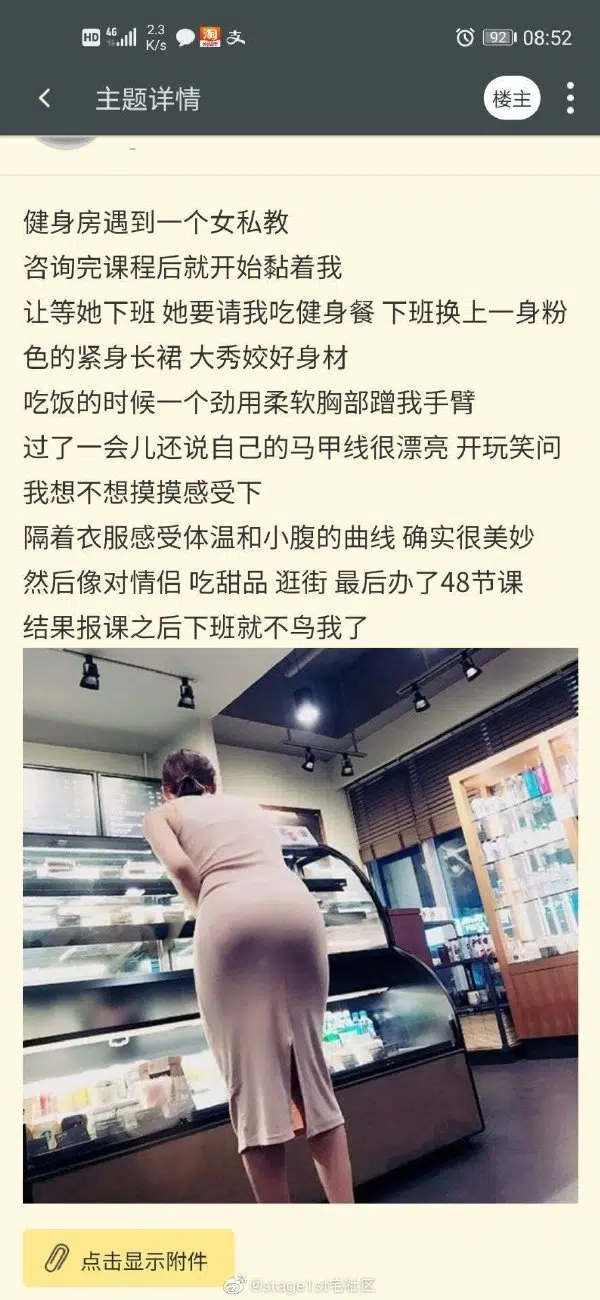 HD 4G 2.3 K/s 淘 支 92 08:52
主题详情 楼主
健身房遇到一个女私教
咨询完课程后就开始黏着我
让等她下班 她要请我吃健身餐 下班换上一身粉
色的紧身长裙 大秀姣好身材
吃饭的时候一个劲用柔软胸部蹭我手臂
过了一会儿还说自己的马甲线很漂亮 开玩笑问
我想不想摸摸感受下
隔着衣服感受体温和小腹的曲线 确实很美妙
然后像对情侣 吃甜品 逛街 最后办了48节课
结果报课之后下班就不鸟我了
点击显示附件
@stage1st宅社区